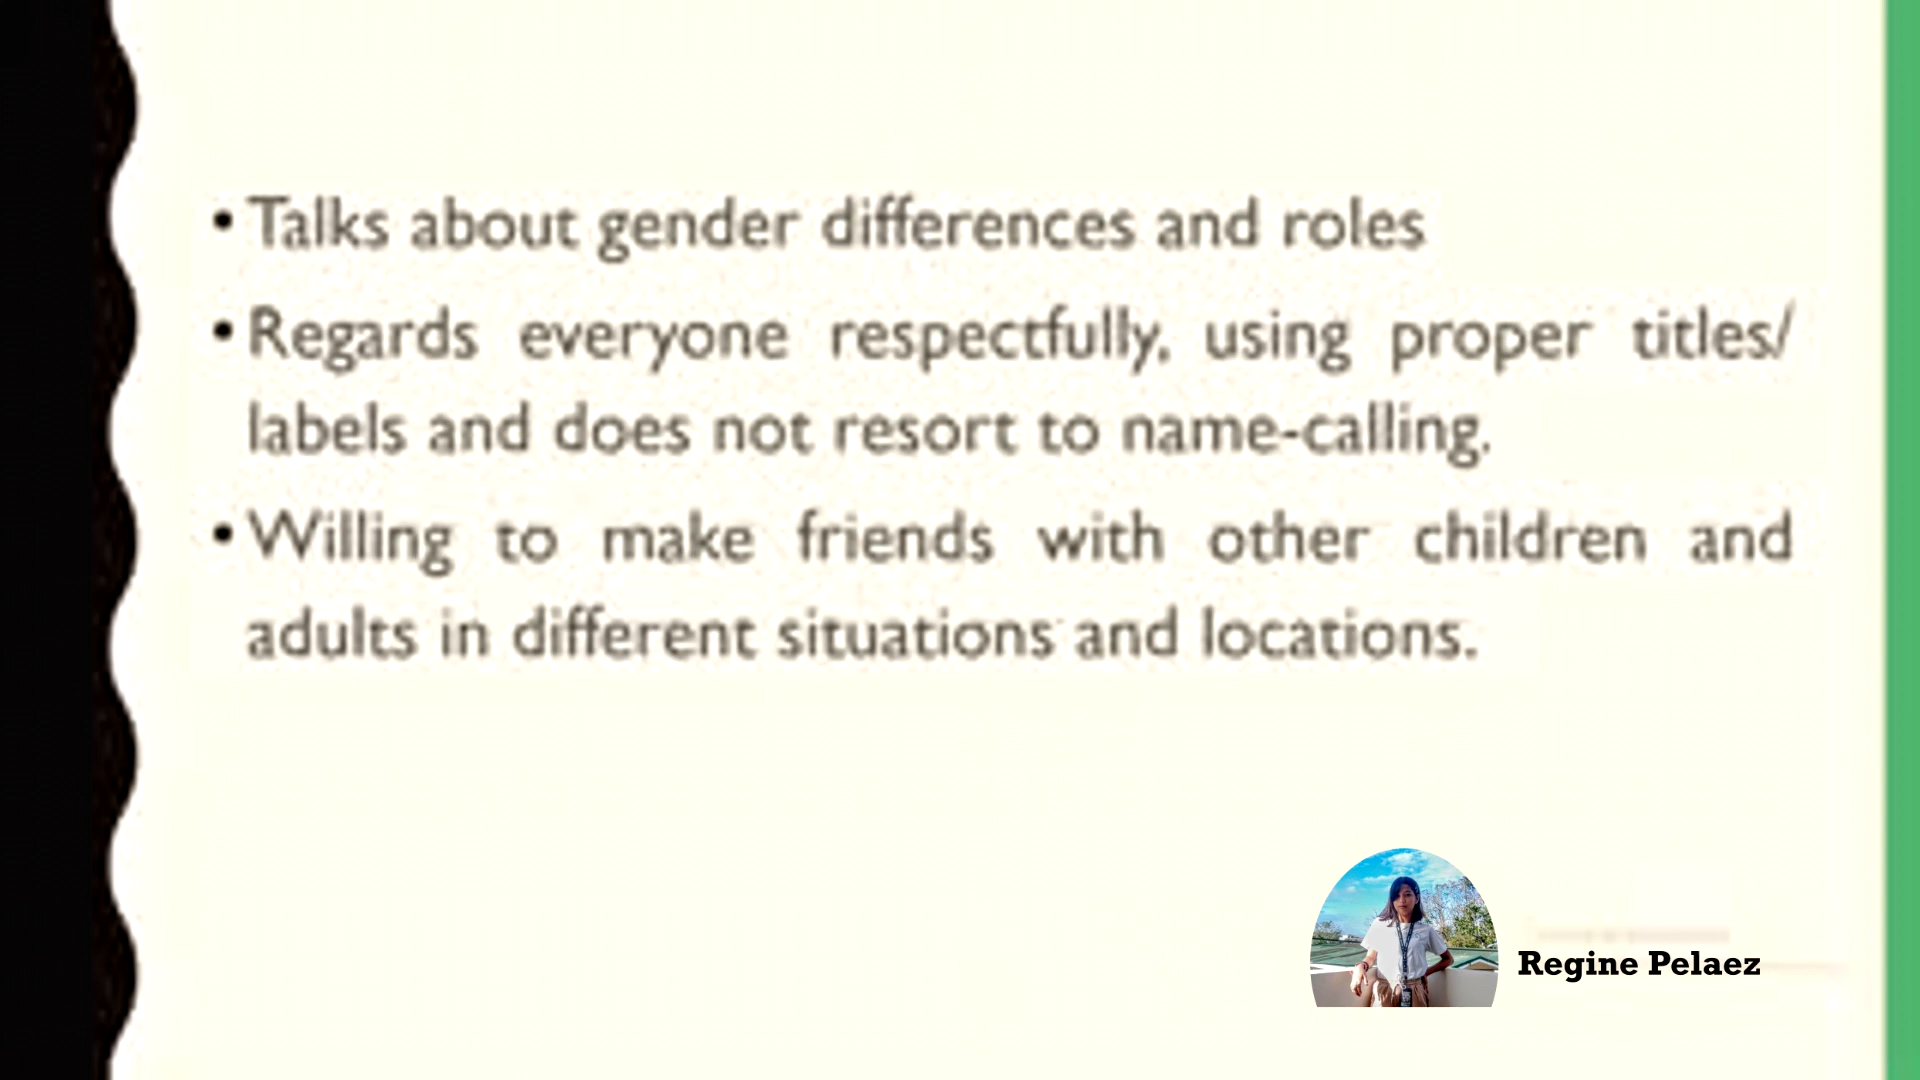 • Talks about gender differences and roles
• Regards everyone respectfully, using proper titles/
labels and does not resort to name-calling.
• Willing to make friends with other children and
adults in different situations and locations.
Regine Pelaez